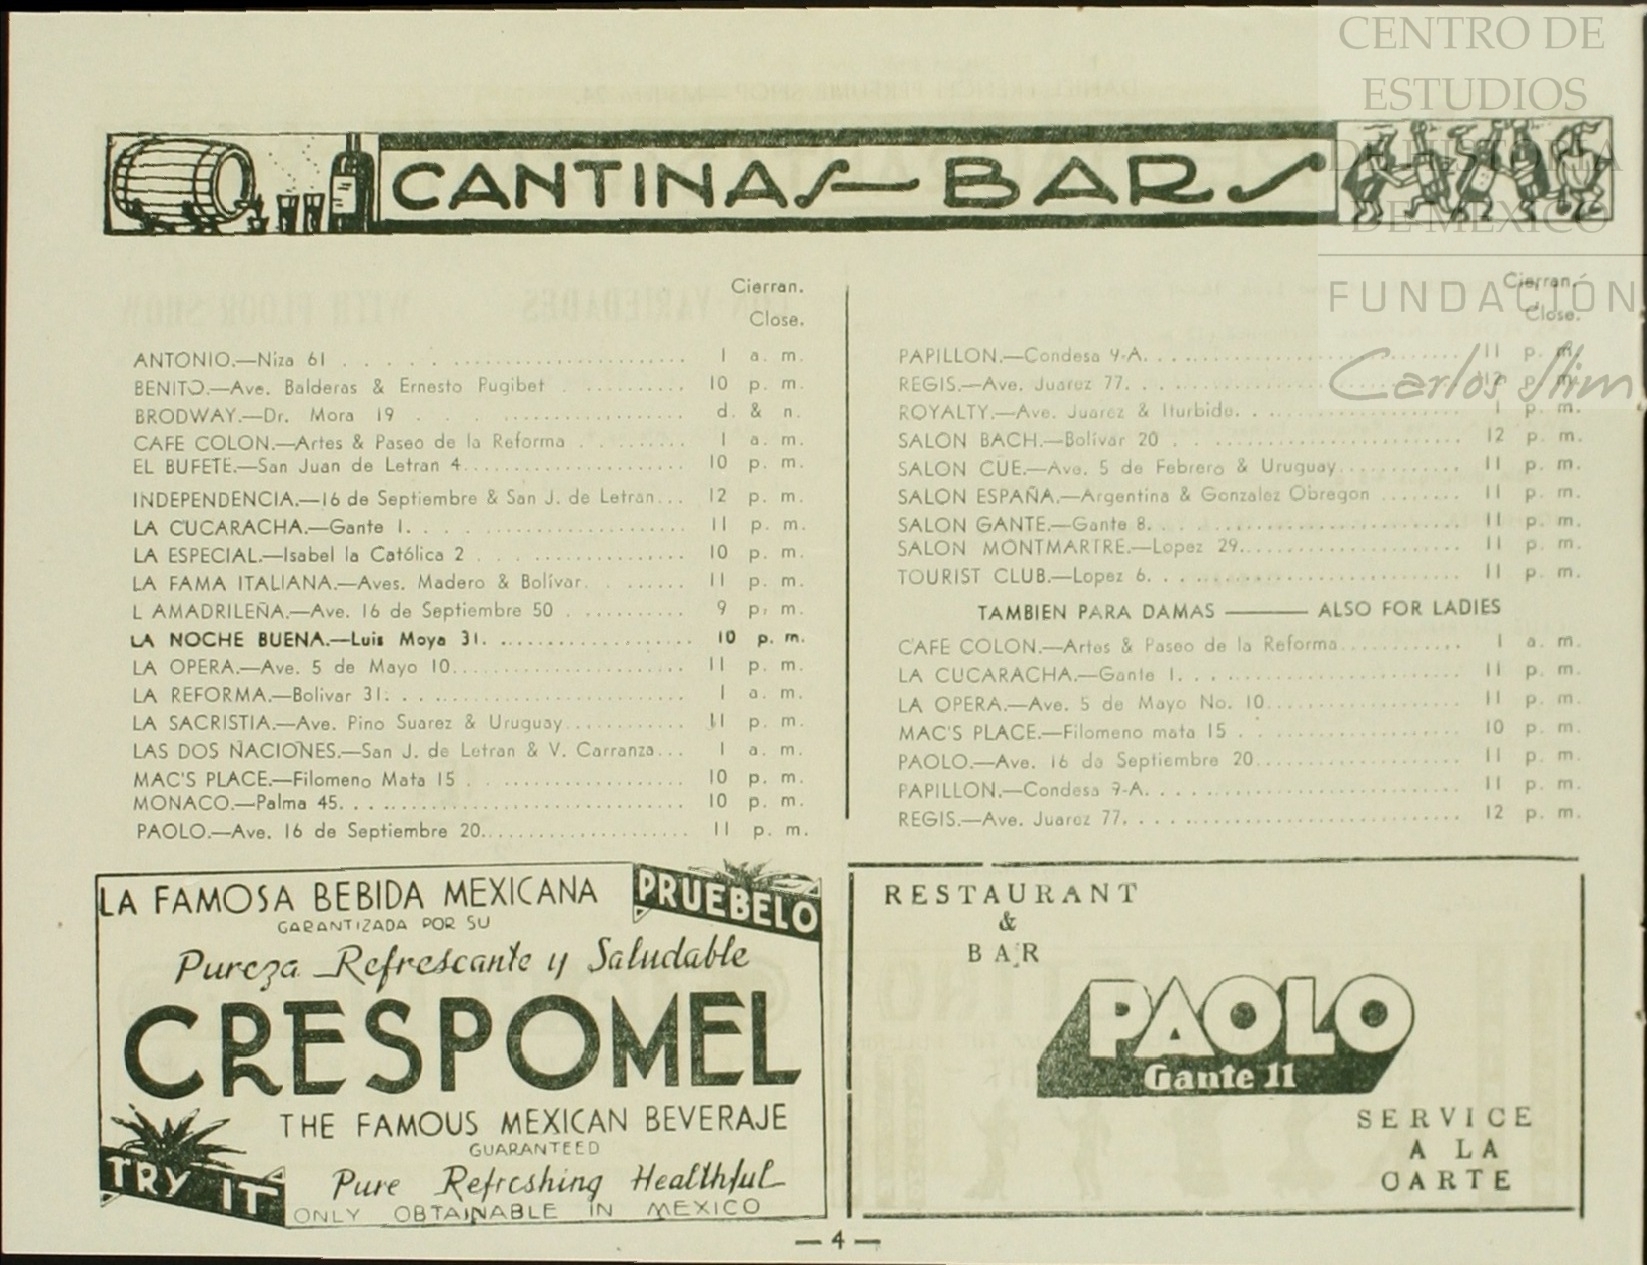 CENTRO DE
ESTUDIOS
DE HISTORIA
DE MEXICO
FUNDACIÓN
Carlos Slim
CANTINAS—BARS
Cierran.
Close.
ANTONIO.—Niza 61 . . . . . 1 a. m.
BENITO.—Ave. Balderas & Ernesto Pugibet . . . . . 10 p. m.
BRODWAY.—Dr. Mora 19 . . . . . d. & n.
CAFE COLON.—Artes & Paseo de la Reforma . . . . . 1 a. m.
EL BUFETE.—San Juan de Letran 4. . . . . 10 p. m.
INDEPENDENCIA.—16 de Septiembre & San J. de Letran... 12 p. m.
LA CUCARACHA.—Gante 1. . . . . 11 p. m.
LA ESPECIAL.—Isabel la Católica 2 . . . . . 10 p. m.
LA FAMA ITALIANA.—Aves. Madero & Bolívar. . . . . 11 p. m.
L AMADRILEÑA.—Ave. 16 de Septiembre 50 . . . . . 9 p. m.
LA NOCHE BUENA.—Luis Moya 31. . . . . 10 p. m.
LA OPERA.—Ave. 5 de Mayo 10. . . . . 11 p. m.
LA REFORMA.—Bolivar 31. . . . . 1 a. m.
LA SACRISTIA.—Ave. Pino Suarez & Uruguay. . . . . 11 p. m.
LAS DOS NACIONES.—San J. de Letran & V. Carranza... 1 a. m.
MAC'S PLACE.—Filomeno Mata 15 . . . . . 10 p. m.
MONACO.—Palma 45. . . . . 10 p. m.
PAOLO.—Ave. 16 de Septiembre 20. . . . . 11 p. m.
Cierran.
Close.
PAPILLON.—Condesa 9-A. . . . . 11 p. m.
REGIS.—Ave. Juarez 77. . . . . 12 p. m.
ROYALTY.—Ave. Juarez & Iturbide. . . . . 1 p. m.
SALON BACH.—Bolívar 20 . . . . . 12 p. m.
SALON CUE.—Ave. 5 de Febrero & Uruguay. . . . . 11 p. m.
SALON ESPAÑA.—Argentina & Gonzalez Obregon . . . . . 11 p. m.
SALON GANTE.—Gante 8. . . . . 11 p. m.
SALON MONTMARTRE.—Lopez 29. . . . . 11 p. m.
TOURIST CLUB.—Lopez 6. . . . . 11 p. m.
TAMBIEN PARA DAMAS ——— ALSO FOR LADIES
CAFE COLON.—Artes & Paseo de la Reforma. . . . . 1 a. m.
LA CUCARACHA.—Gante 1. . . . . 11 p. m.
LA OPERA.—Ave. 5 de Mayo No. 10. . . . . 11 p. m.
MAC'S PLACE.—Filomeno mata 15 . . . . . 10 p. m.
PAOLO.—Ave. 16 de Septiembre 20. . . . . 11 p. m.
PAPILLON.—Condesa 9-A. . . . . 11 p. m.
REGIS.—Ave. Juarez 77. . . . . 12 p. m.
LA FAMOSA BEBIDA MEXICANA
PRUEBELO
GARANTIZADA POR SU
Pureza Refrescante y Saludable
CRESPOMEL
THE FAMOUS MEXICAN BEVERAJE
GUARANTEED
TRY IT
Pure Refreshing Healthful
ONLY OBTAINABLE IN MEXICO
RESTAURANT
&
BAR
PAOLO
Gante 11
SERVICE
A LA
CARTE
— 4 —